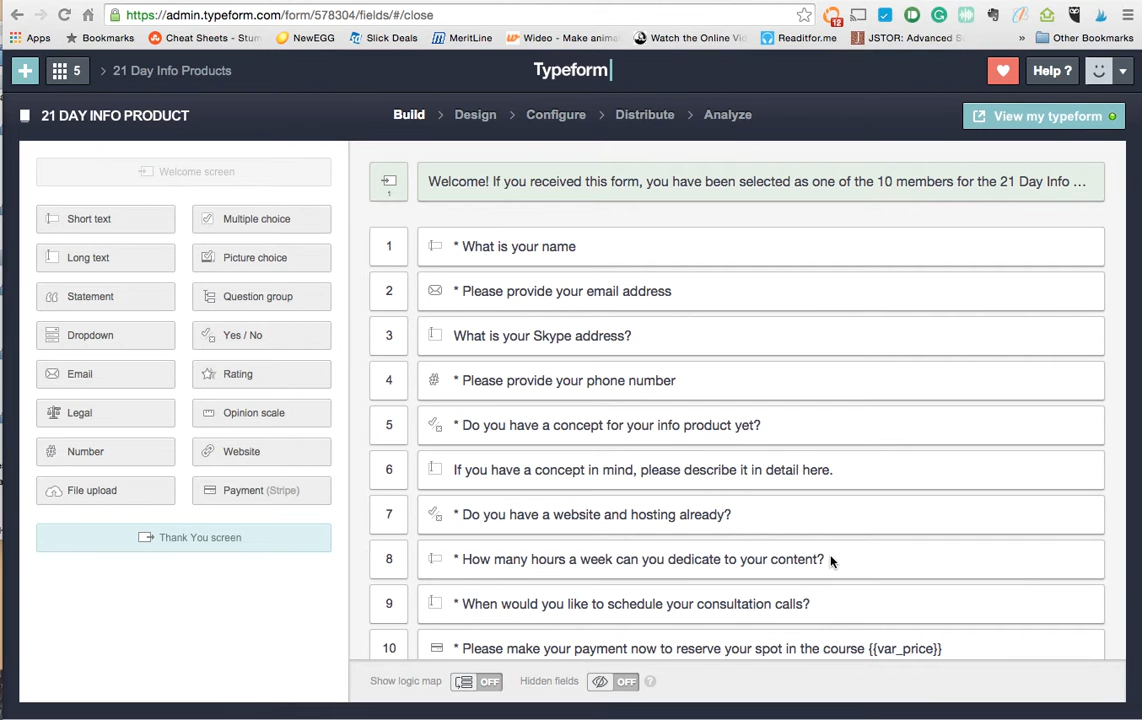 https://admin.typeform.com/form/578304/fields/#/close
12
Apps
Bookmarks
Cheat Sheets - Stum
NewEGG
Slick Deals
MeritLine
Video - Make anima
Watch the Online Vi
Readitfor.me
JSTOR: Advanced S
»
Other Bookmarks
+
5
> 21 Day Info Products
Typeform
Help ?
21 DAY INFO PRODUCT
Build > Design > Configure > Distribute > Analyze
View my typeform
Welcome screen
Short text
Multiple choice
Long text
Picture choice
Statement
Question group
Dropdown
Yes / No
Email
Rating
Legal
Opinion scale
Number
Website
File upload
Payment (Stripe)
Thank You screen
1
Welcome! If you received this form, you have been selected as one of the 10 members for the 21 Day Info ...
1 * What is your name
2 * Please provide your email address
3 What is your Skype address?
4 * Please provide your phone number
5 * Do you have a concept for your info product yet?
6 If you have a concept in mind, please describe it in detail here.
7 * Do you have a website and hosting already?
8 * How many hours a week can you dedicate to your content?
9 * When would you like to schedule your consultation calls?
10 * Please make your payment now to reserve your spot in the course {{var_price}}
Show logic map OFF Hidden fields OFF ?